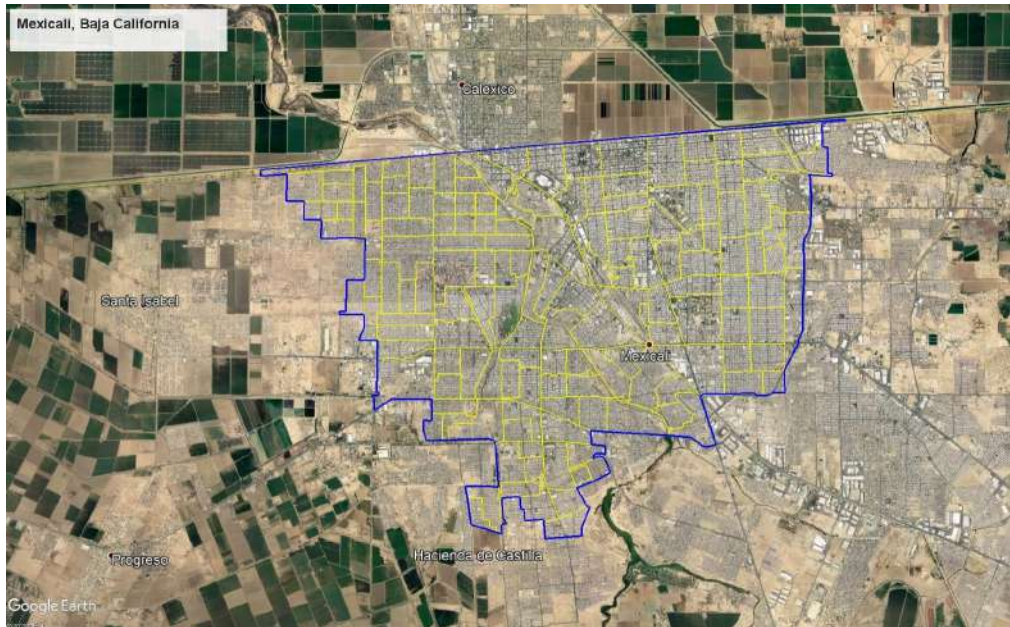 Mexicali, Baja California
Calexico
Santa Isabel
Mexicali
Hacienda de Castilla
Progreso
Google Earth